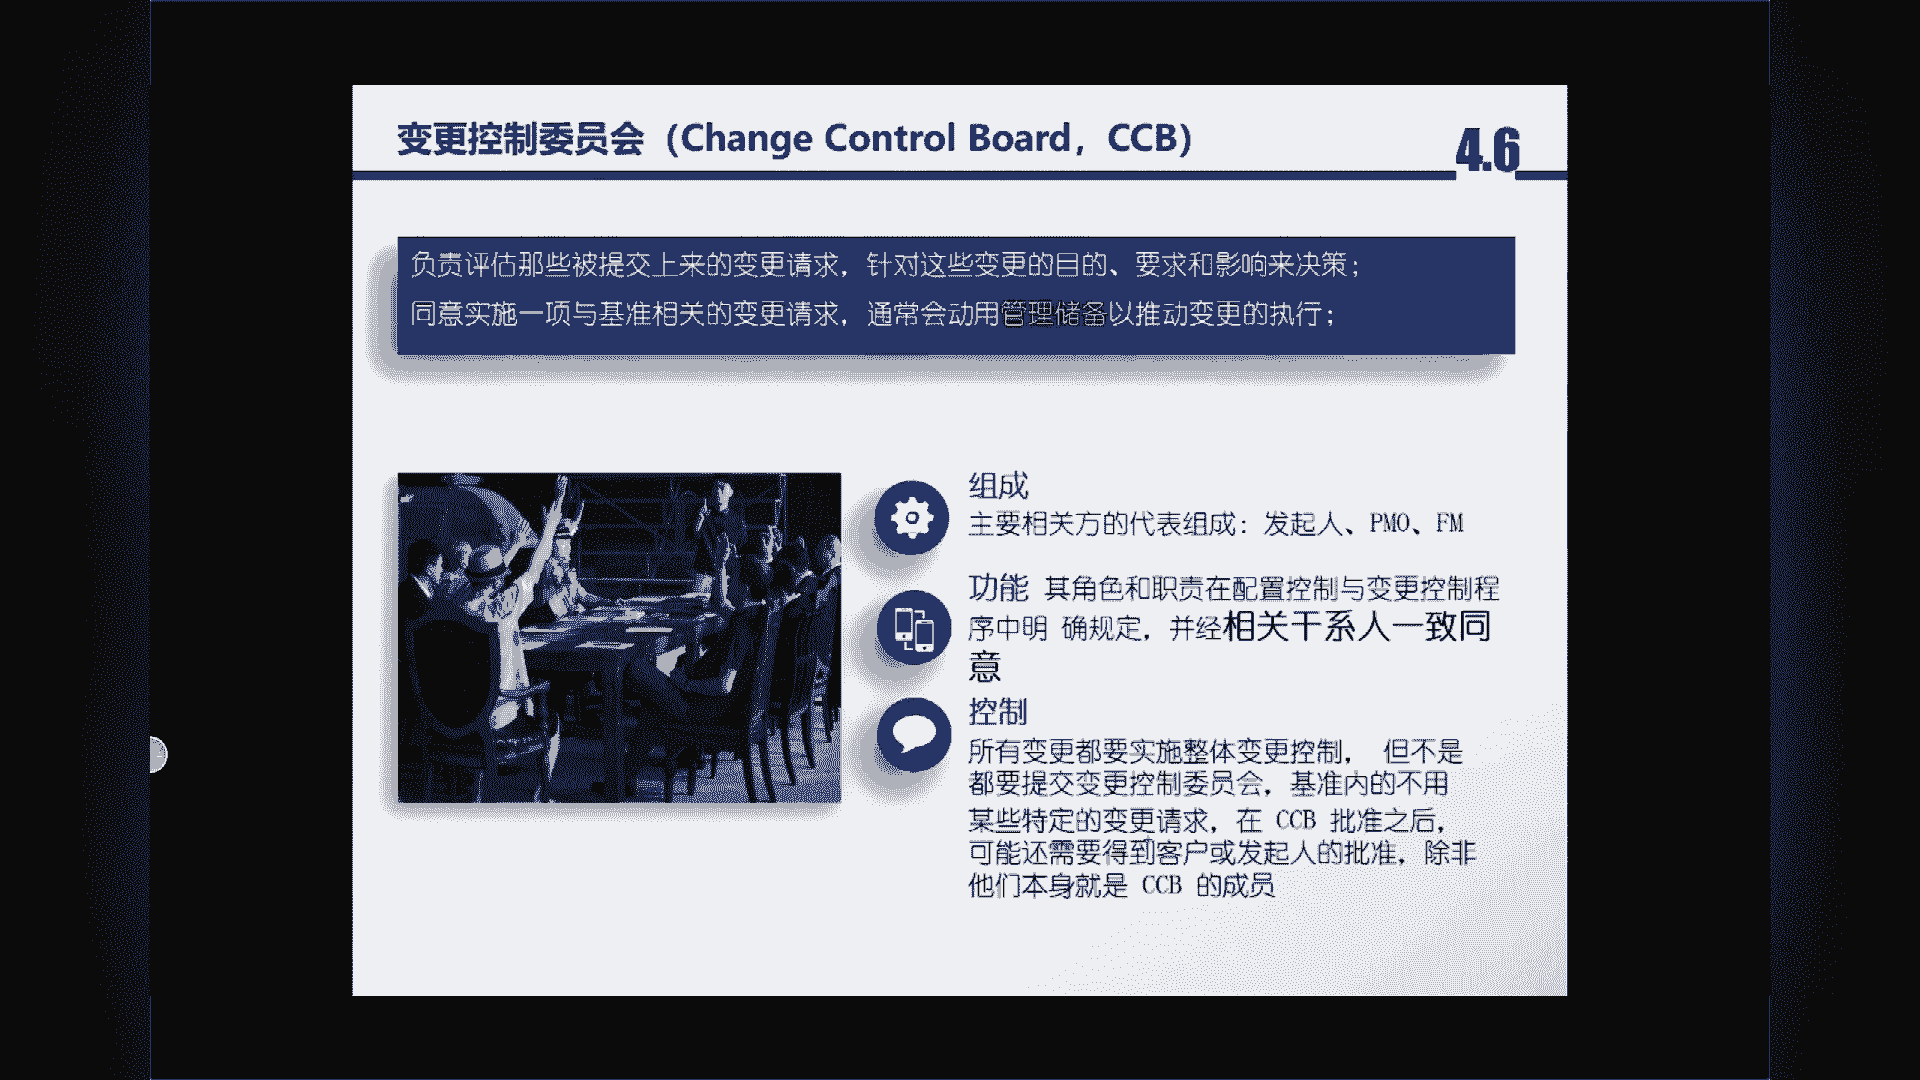 变更控制委员会（Change Control Board，CCB）
4.6
负责评估那些被提交上来的变更请求，针对这些变更的目的、要求和影响来决策；
同意实施一项与基准相关的变更请求，通常会动用管理储备以推动变更的执行；
组成
主要相关方的代表组成：发起人、PMO、FM
功能 其角色和职责在配置控制与变更控制程
序中明 确规定，并经相关干系人一致同
意
控制
所有变更都要实施整体变更控制， 但不是
都要提交变更控制委员会，基准内的不用
某些特定的变更请求，在 CCB 批准之后，
可能还需要得到客户或发起人的批准，除非
他们本身就是 CCB 的成员